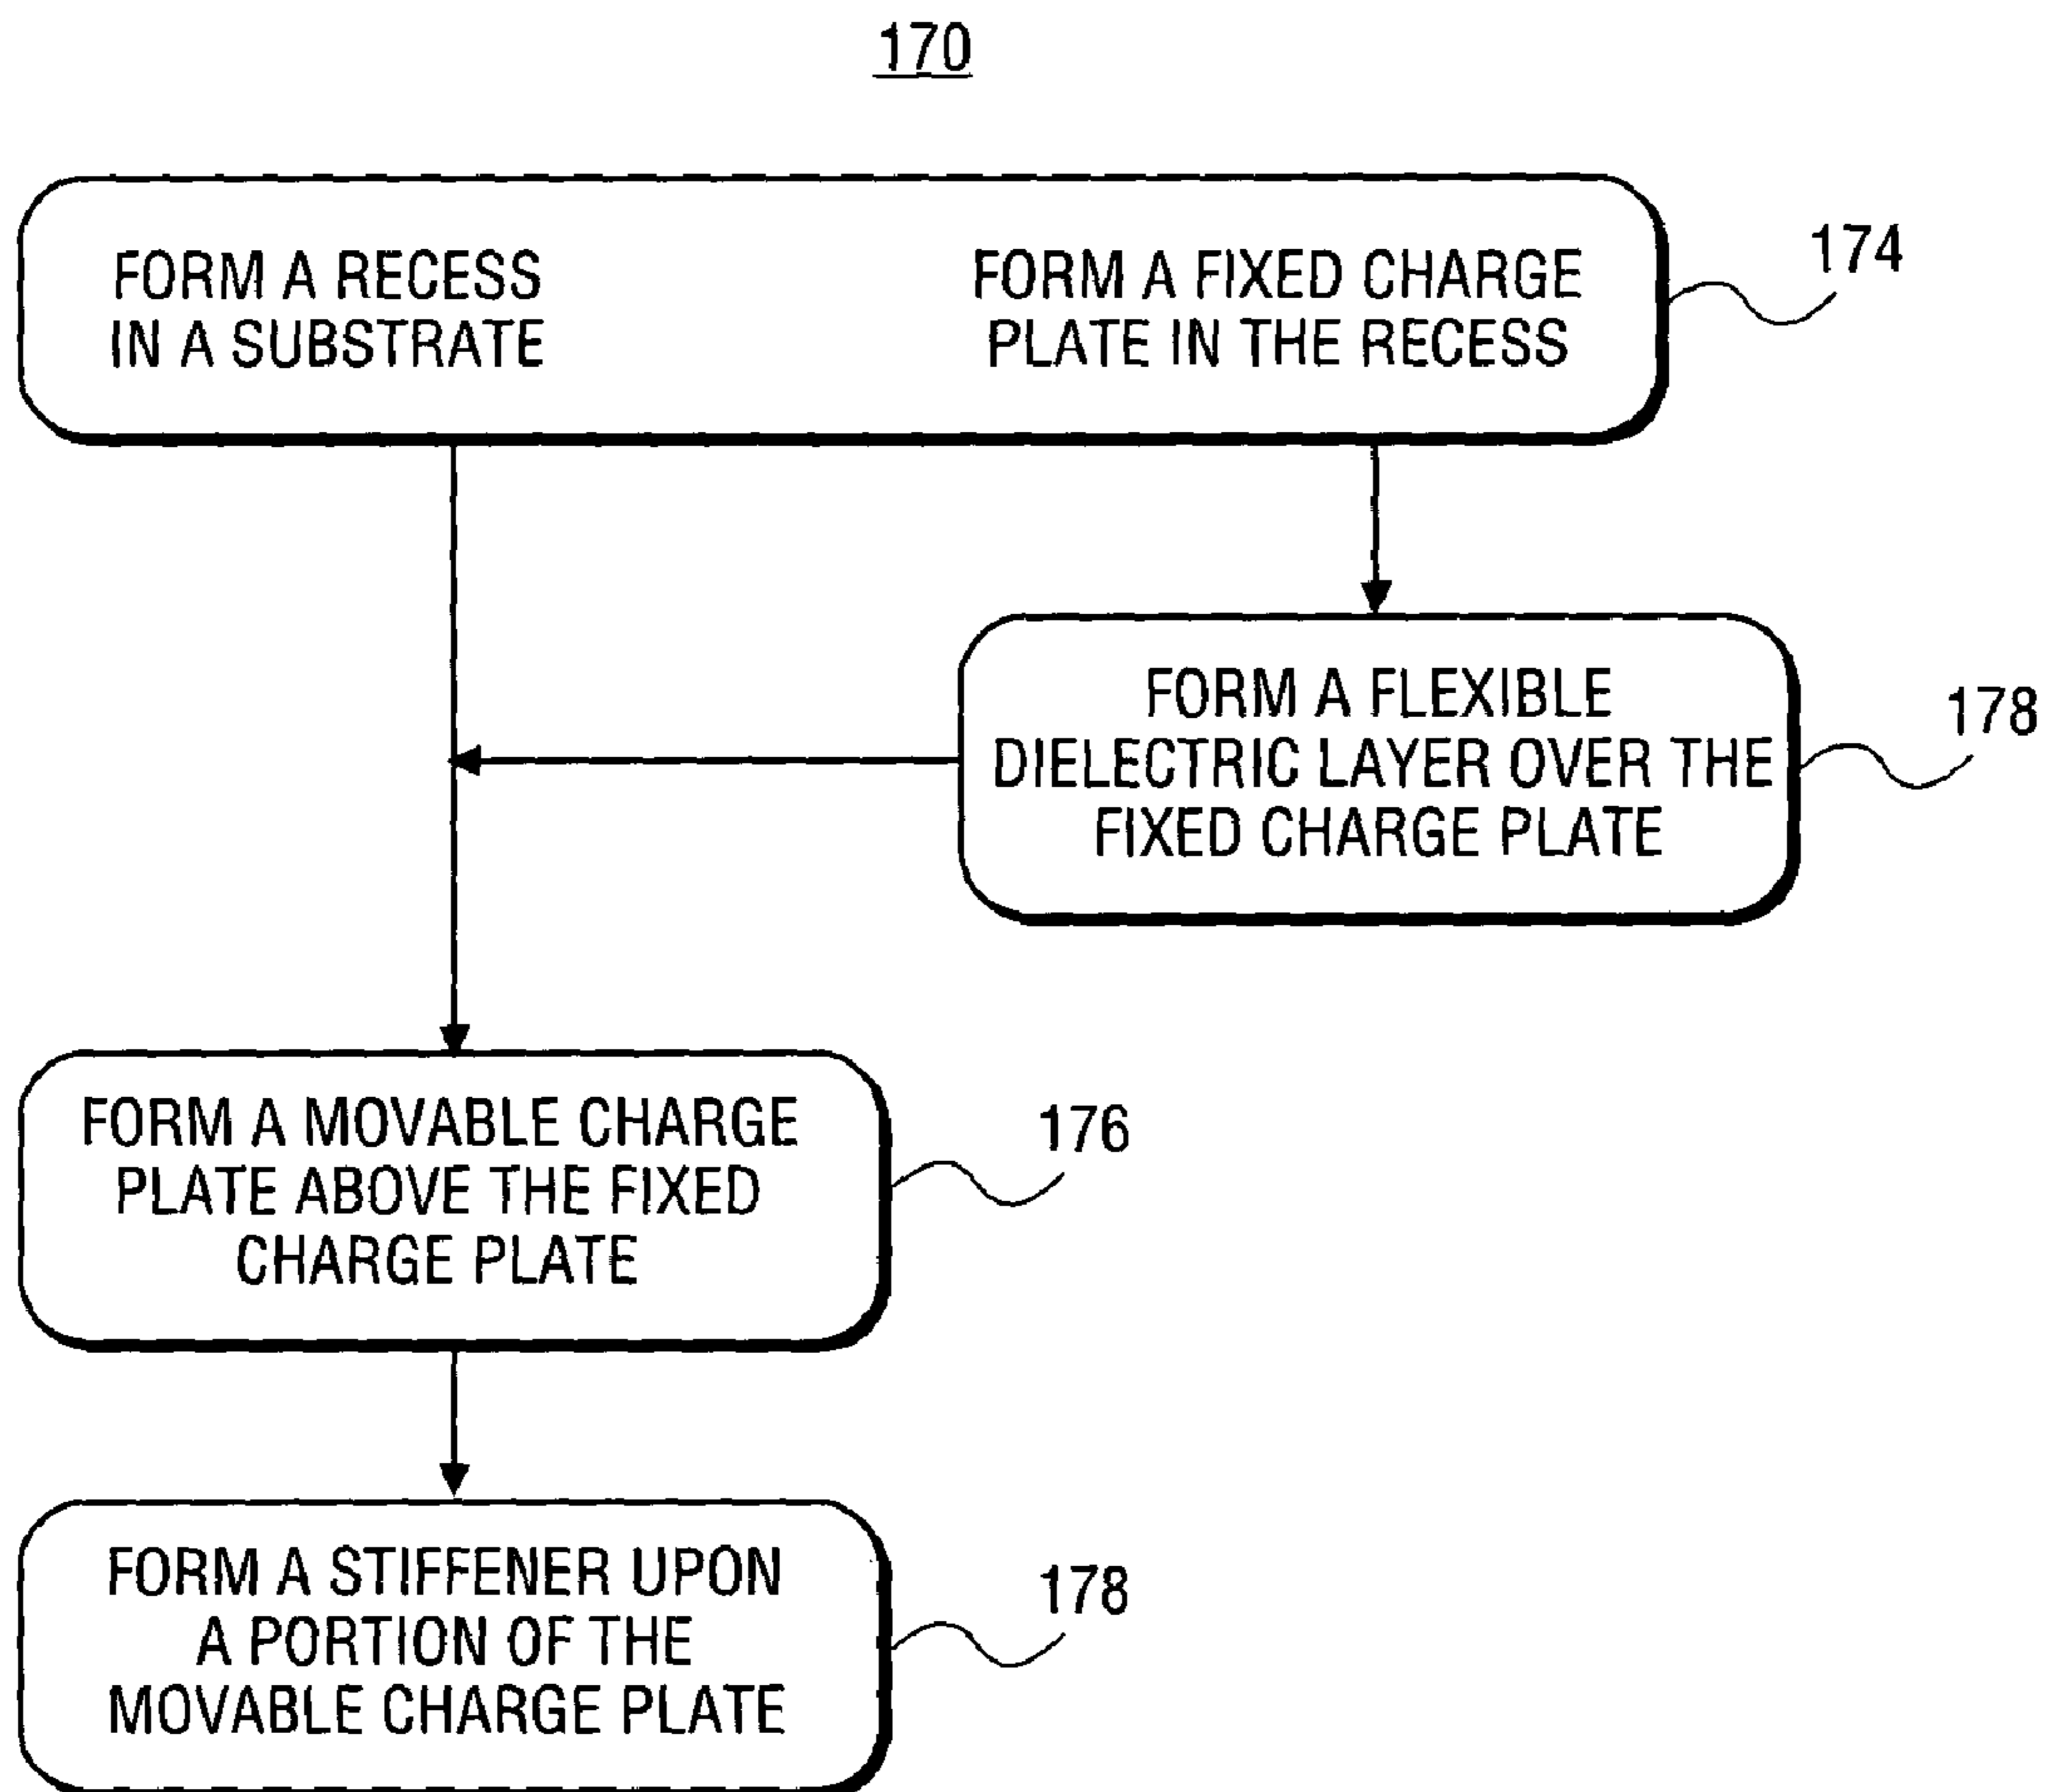 170
FORM A RECESS
IN A SUBSTRATE
FORM A FIXED CHARGE
PLATE IN THE RECESS
174
FORM A FLEXIBLE
DIELECTRIC LAYER OVER THE
FIXED CHARGE PLATE
178
FORM A MOVABLE CHARGE
PLATE ABOVE THE FIXED
CHARGE PLATE
176
FORM A STIFFENER UPON
A PORTION OF THE
MOVABLE CHARGE PLATE
178